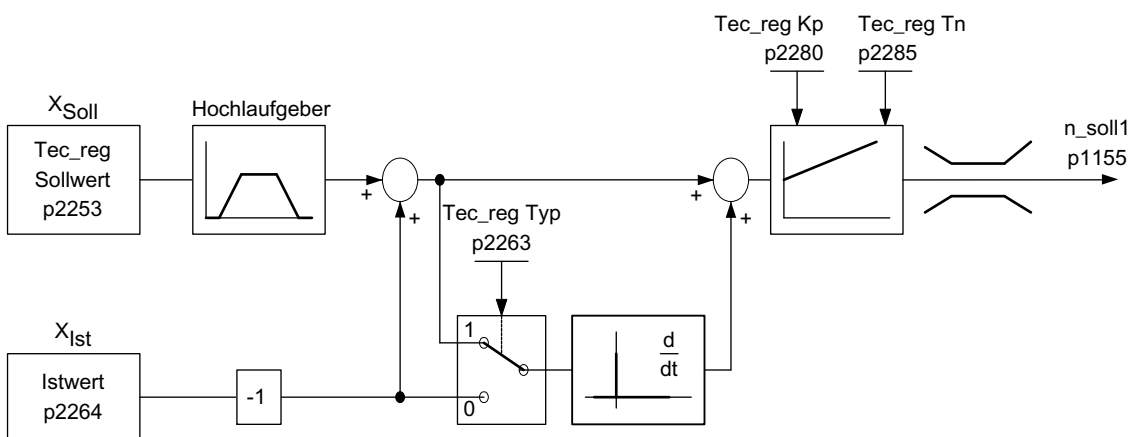 Tec_reg Kp
p2280
Tec_reg Tn
p2285
XSoll
Hochlaufgeber
n_soll1
p1155
Tec_reg
Sollwert
p2253
+
+
+
+
Tec_reg Typ
p2263
XIst
Istwert
p2264
-1
1
0
d
dt